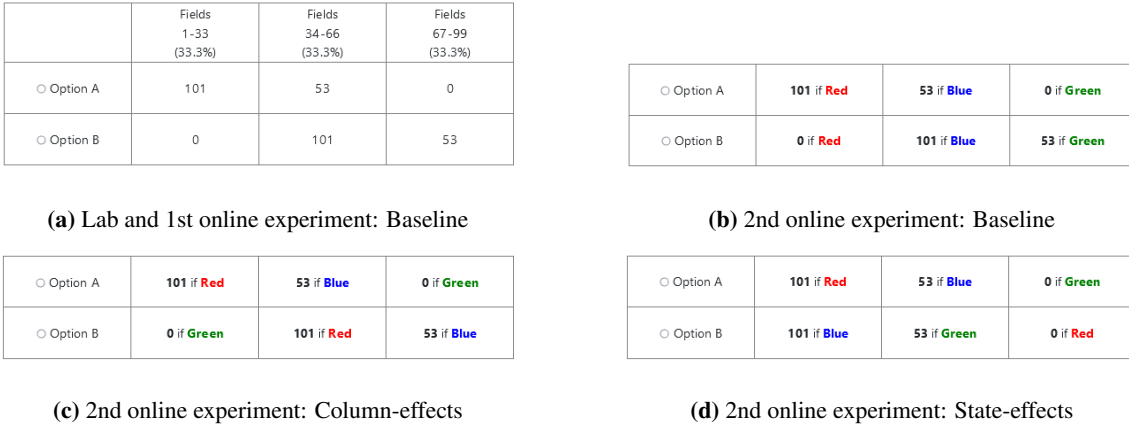 Fields Fields Fields
1-33 34-66 67-99
(33.3%) (33.3%) (33.3%)
Option A 101 53 0
Option B 0 101 53
(a) Lab and 1st online experiment: Baseline
Option A 101 if Red 53 if Blue 0 if Green
Option B 0 if Red 101 if Blue 53 if Green
(b) 2nd online experiment: Baseline
Option A 101 if Red 53 if Blue 0 if Green
Option B 0 if Green 101 if Red 53 if Blue
(c) 2nd online experiment: Column-effects
Option A 101 if Red 53 if Blue 0 if Green
Option B 101 if Blue 53 if Green 0 if Red
(d) 2nd online experiment: State-effects